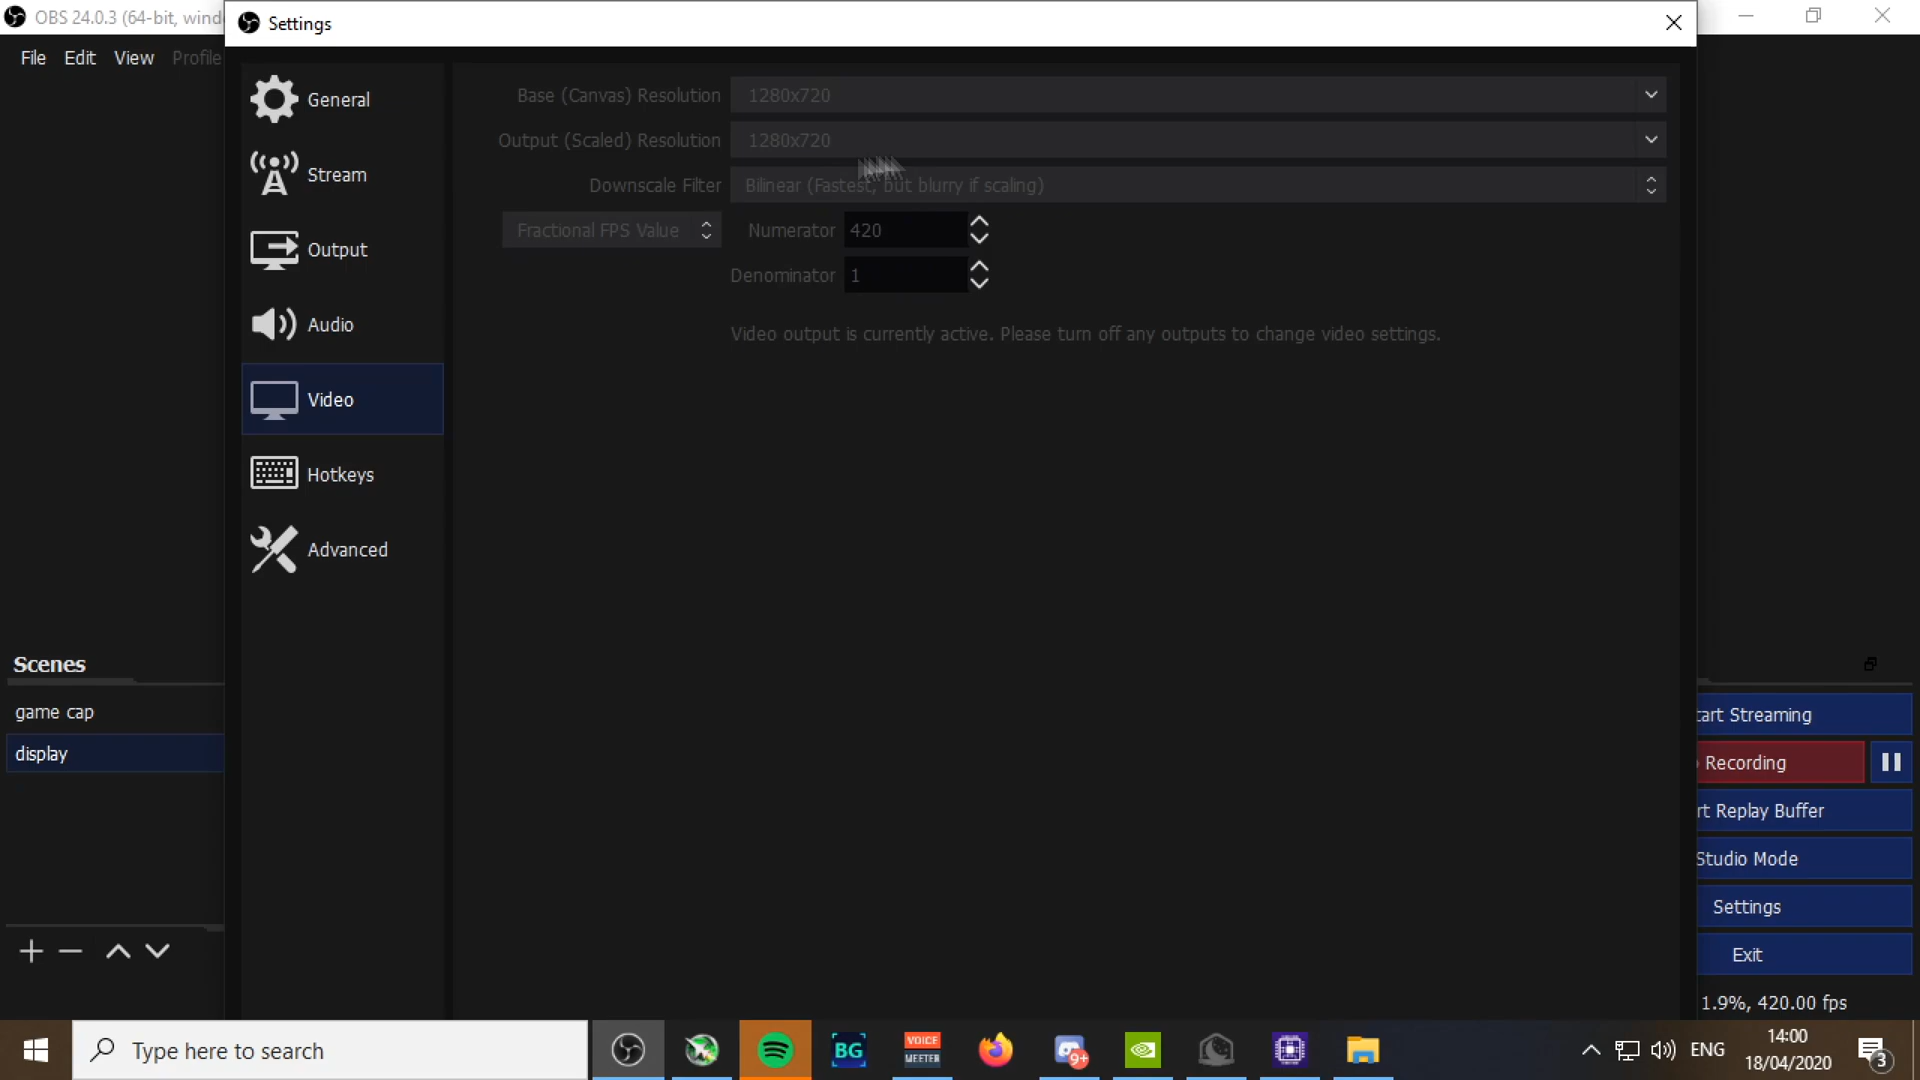 OBS 24.0.3 (64-bit, wind
Settings
File Edit View Profile
General
Stream
Output
Audio
Video
Hotkeys
Advanced
Base (Canvas) Resolution 1280x720
Output (Scaled) Resolution 1280x720
Downscale Filter Bilinear (Fastest, but blurry if scaling)
Fractional FPS Value Numerator 420
Denominator 1
Video output is currently active. Please turn off any outputs to change video settings.
Scenes
game cap
display
tart Streaming
Recording
rt Replay Buffer
Studio Mode
Settings
Exit
1.9%, 420.00 fps
Type here to search
BG
VOICE
MEETER
9+
ENG
14:00
18/04/2020
3